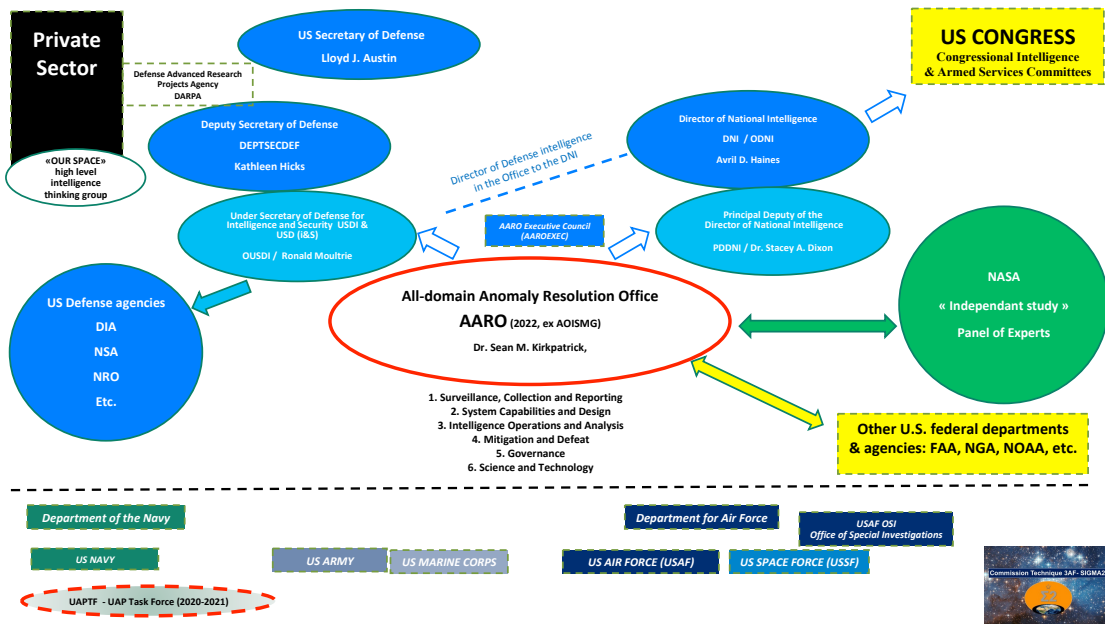 Private
Sector
Defense Advanced Research
Projects Agency
DARPA
«OUR SPACE»
high level
intelligence
thinking group
US Secretary of Defense
Lloyd J. Austin
Deputy Secretary of Defense
DEPTSECDEF
Kathleen Hicks
Under Secretary of Defense for
Intelligence and Security USDI &
USD (i&S)
OUSDI / Ronald Moultrie
Director of Defense intelligence
in the Office to the DNI
AARO Executive Council
(AAROEXEC)
Director of National Intelligence
DNI / ODNI
Avril D. Haines
Principal Deputy of the
Director of National Intelligence
PDDNI / Dr. Stacey A. Dixon
US CONGRESS
Congressional Intelligence
& Armed Services Committees
US Defense agencies
DIA
NSA
NRO
Etc.
All-domain Anomaly Resolution Office
AARO (2022, ex AOISMG)
Dr. Sean M. Kirkpatrick,
NASA
« Independant study »
Panel of Experts
1. Surveillance, Collection and Reporting
2. System Capabilities and Design
3. Intelligence Operations and Analysis
4. Mitigation and Defeat
5. Governance
6. Science and Technology
Other U.S. federal departments
& agencies: FAA, NGA, NOAA, etc.
Department of the Navy
Department for Air Force
USAF OSI
Office of Special Investigations
US NAVY
US ARMY
US MARINE CORPS
US AIR FORCE (USAF)
US SPACE FORCE (USSF)
UAPTF - UAP Task Force (2020-2021)
Commission Technique 3AF- SIGMA2
Σ2